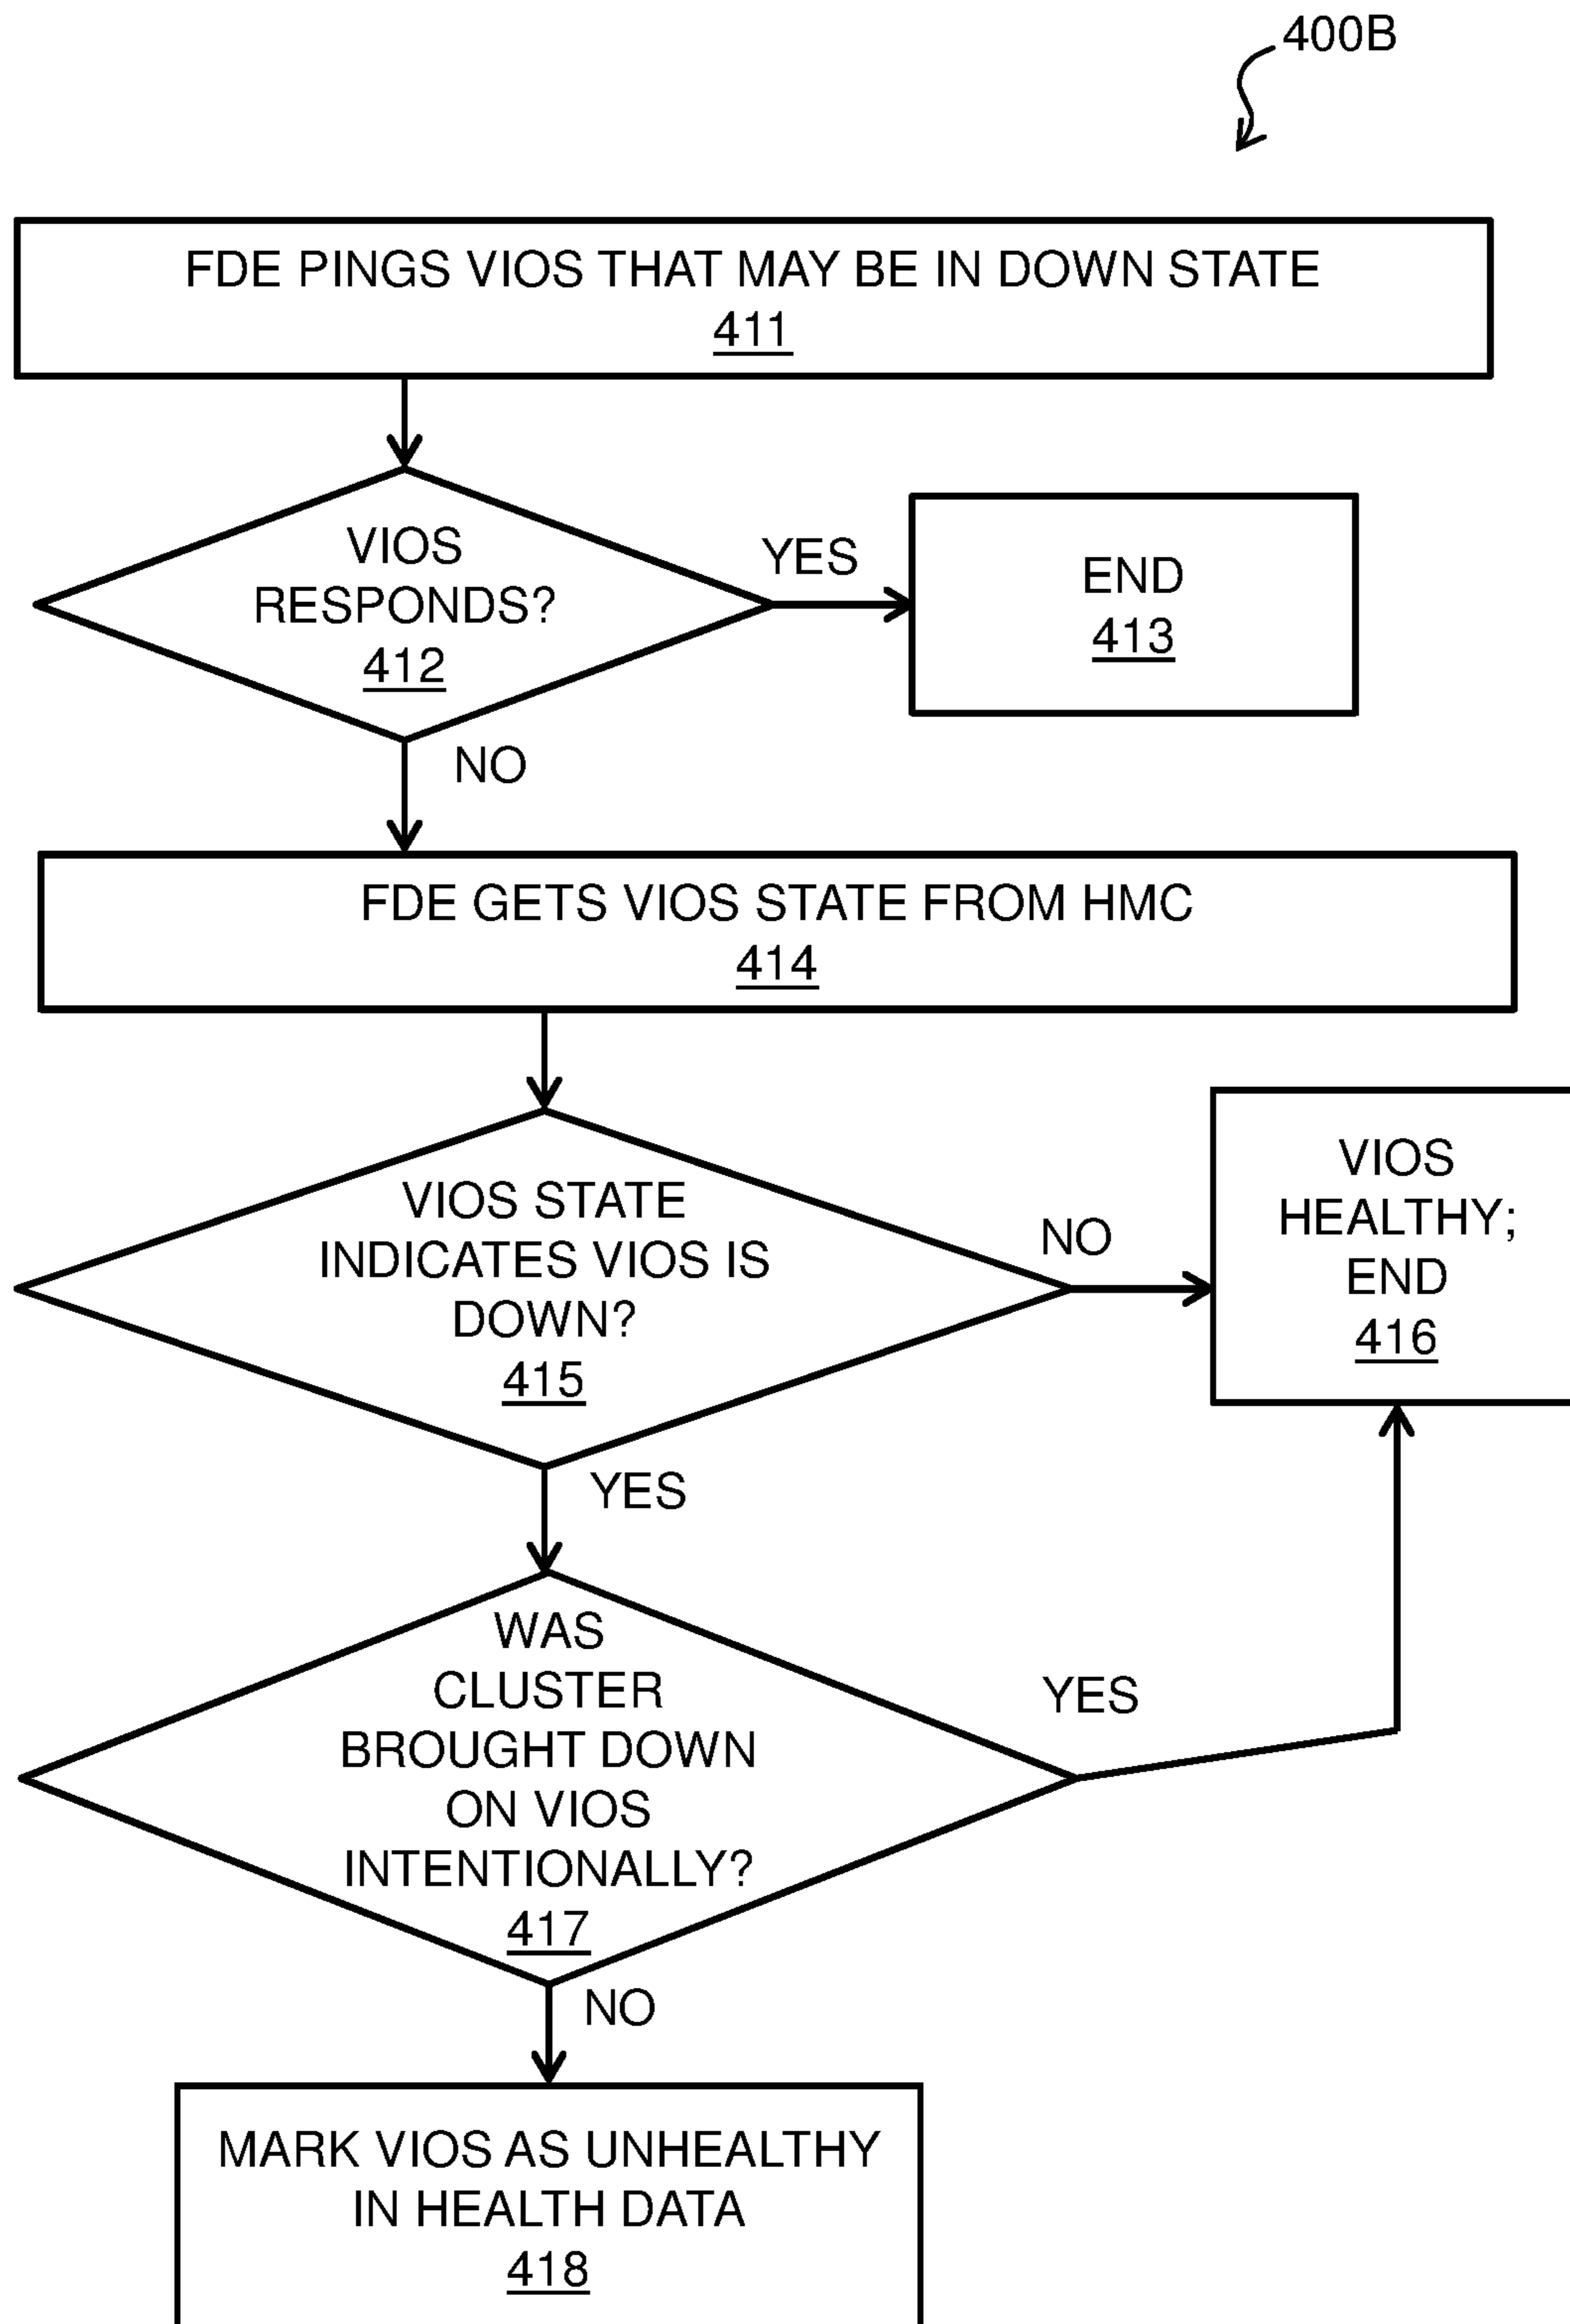 400B
FDE PINGS VIOS THAT MAY BE IN DOWN STATE
411
VIOS
RESPONDS?
412
YES
END
413
NO
FDE GETS VIOS STATE FROM HMC
414
VIOS STATE
INDICATES VIOS IS
DOWN?
415
NO
VIOS
HEALTHY;
END
416
YES
WAS
CLUSTER
BROUGHT DOWN
ON VIOS
INTENTIONALLY?
417
YES
NO
MARK VIOS AS UNHEALTHY
IN HEALTH DATA
418